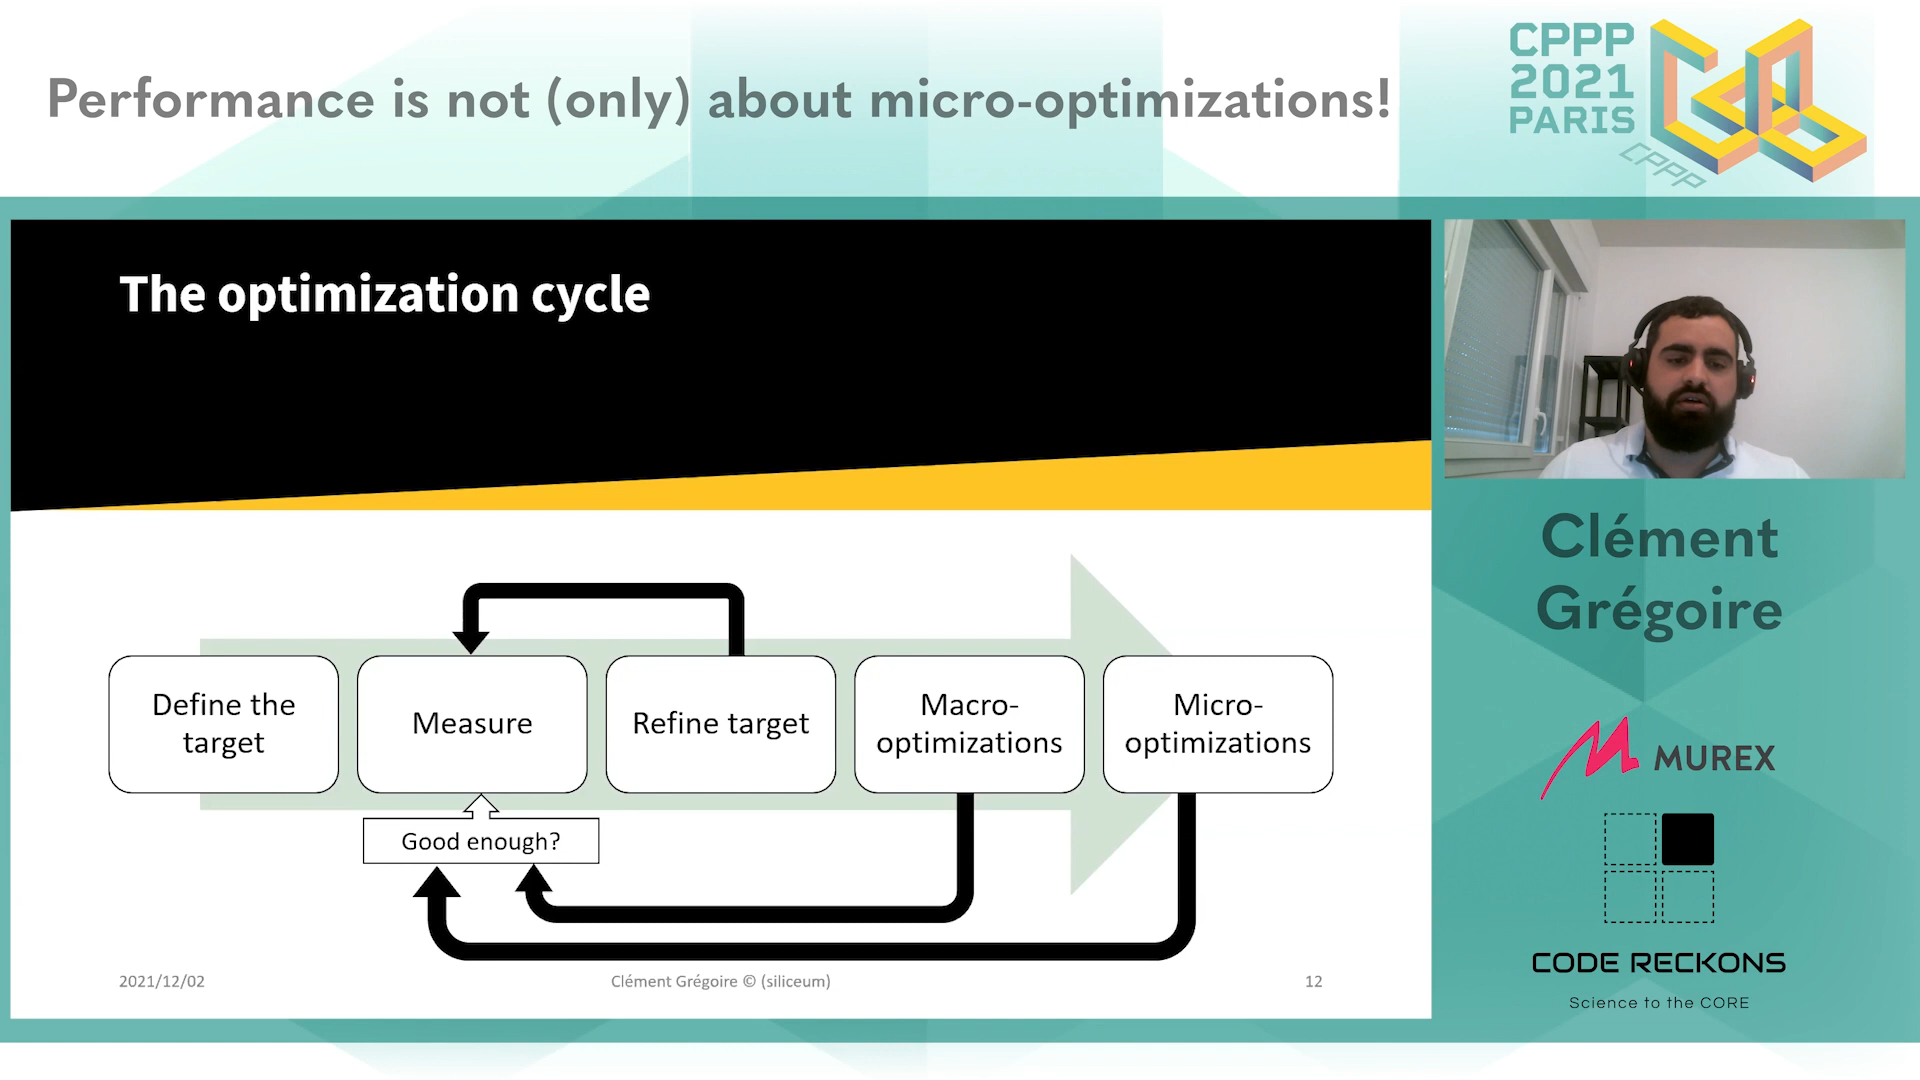 Performance is not (only) about micro-optimizations!
CPPP
2021
PARIS
CPPP
The optimization cycle
Define the
target
Measure
Refine target
Macro-
optimizations
Micro-
optimizations
Good enough?
2021/12/02
Clément Grégoire © (siliceum)
12
Clément
Grégoire
MUREX
CODE RECKONS
Science to the CORE